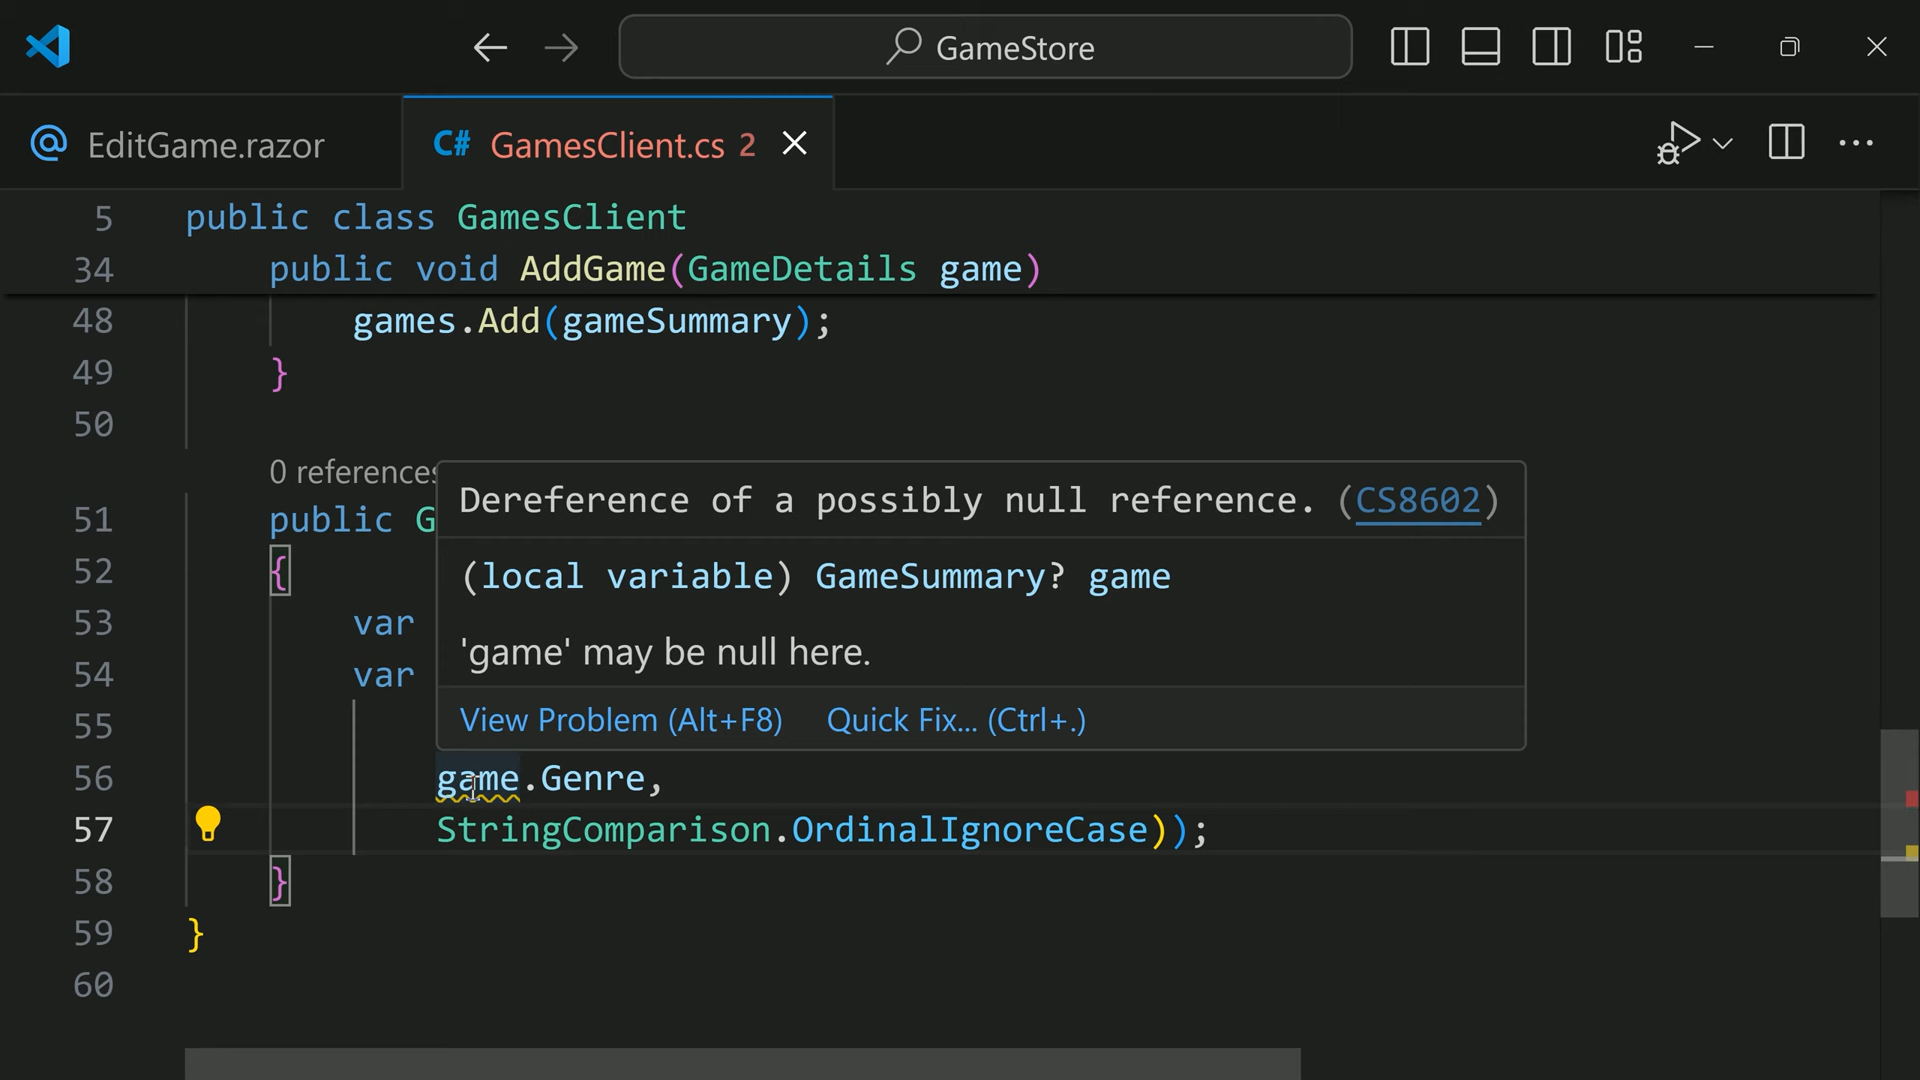 GameStore
EditGame.razor
C# GamesClient.cs 2
5 public class GamesClient
34 public void AddGame(GameDetails game)
48 games.Add(gameSummary);
49 }
50
0 references
51 public G
52 {
53 var
54 var
55
Dereference of a possibly null reference. (CS8602)
(local variable) GameSummary? game
'game' may be null here.
View Problem (Alt+F8) Quick Fix... (Ctrl+.)
56 game.Genre,
57 StringComparison.OrdinalIgnoreCase));
58 }
59 }
60